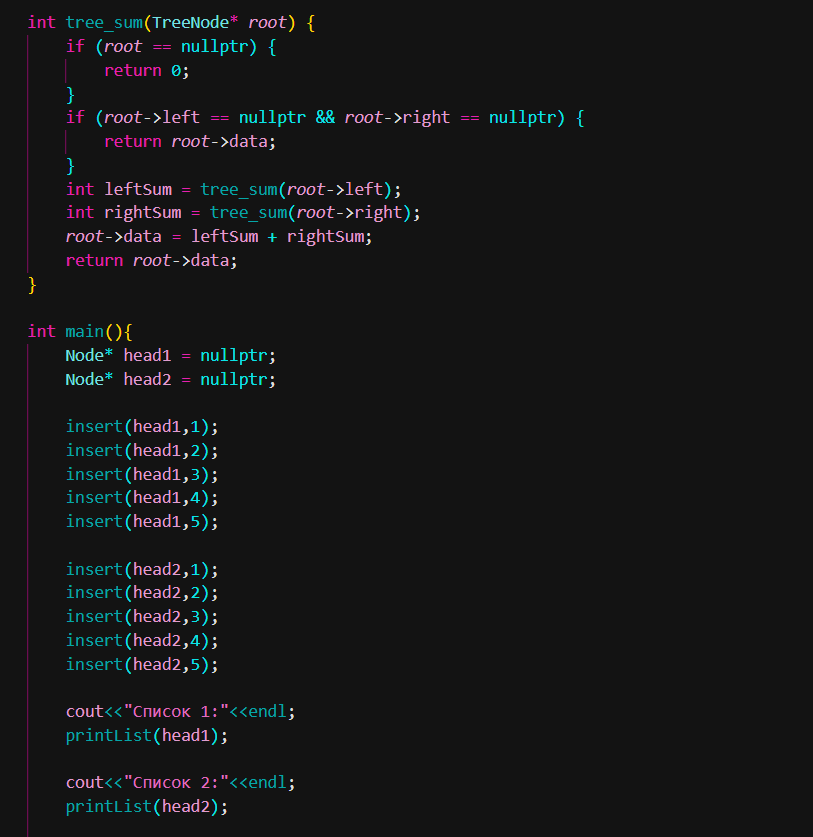 int tree_sum(TreeNode* root) {
    if (root == nullptr) {
        return 0;
    }
    if (root->left == nullptr && root->right == nullptr) {
        return root->data;
    }
    int leftSum = tree_sum(root->left);
    int rightSum = tree_sum(root->right);
    root->data = leftSum + rightSum;
    return root->data;
}

int main(){
    Node* head1 = nullptr;
    Node* head2 = nullptr;

    insert(head1,1);
    insert(head1,2);
    insert(head1,3);
    insert(head1,4);
    insert(head1,5);

    insert(head2,1);
    insert(head2,2);
    insert(head2,3);
    insert(head2,4);
    insert(head2,5);

    cout<<"Список 1:"<<endl;
    printList(head1);

    cout<<"Список 2:"<<endl;
    printList(head2);